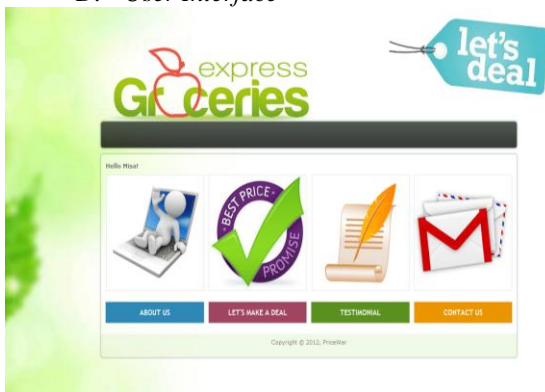 B. User Interface
let's
deal
express
Groceries
Hello Misa!
BEST PRICE
PROMISE
ABOUT US
LET'S MAKE A DEAL
TESTIMONIAL
CONTACT US
Copyright © 2012, PriceWar